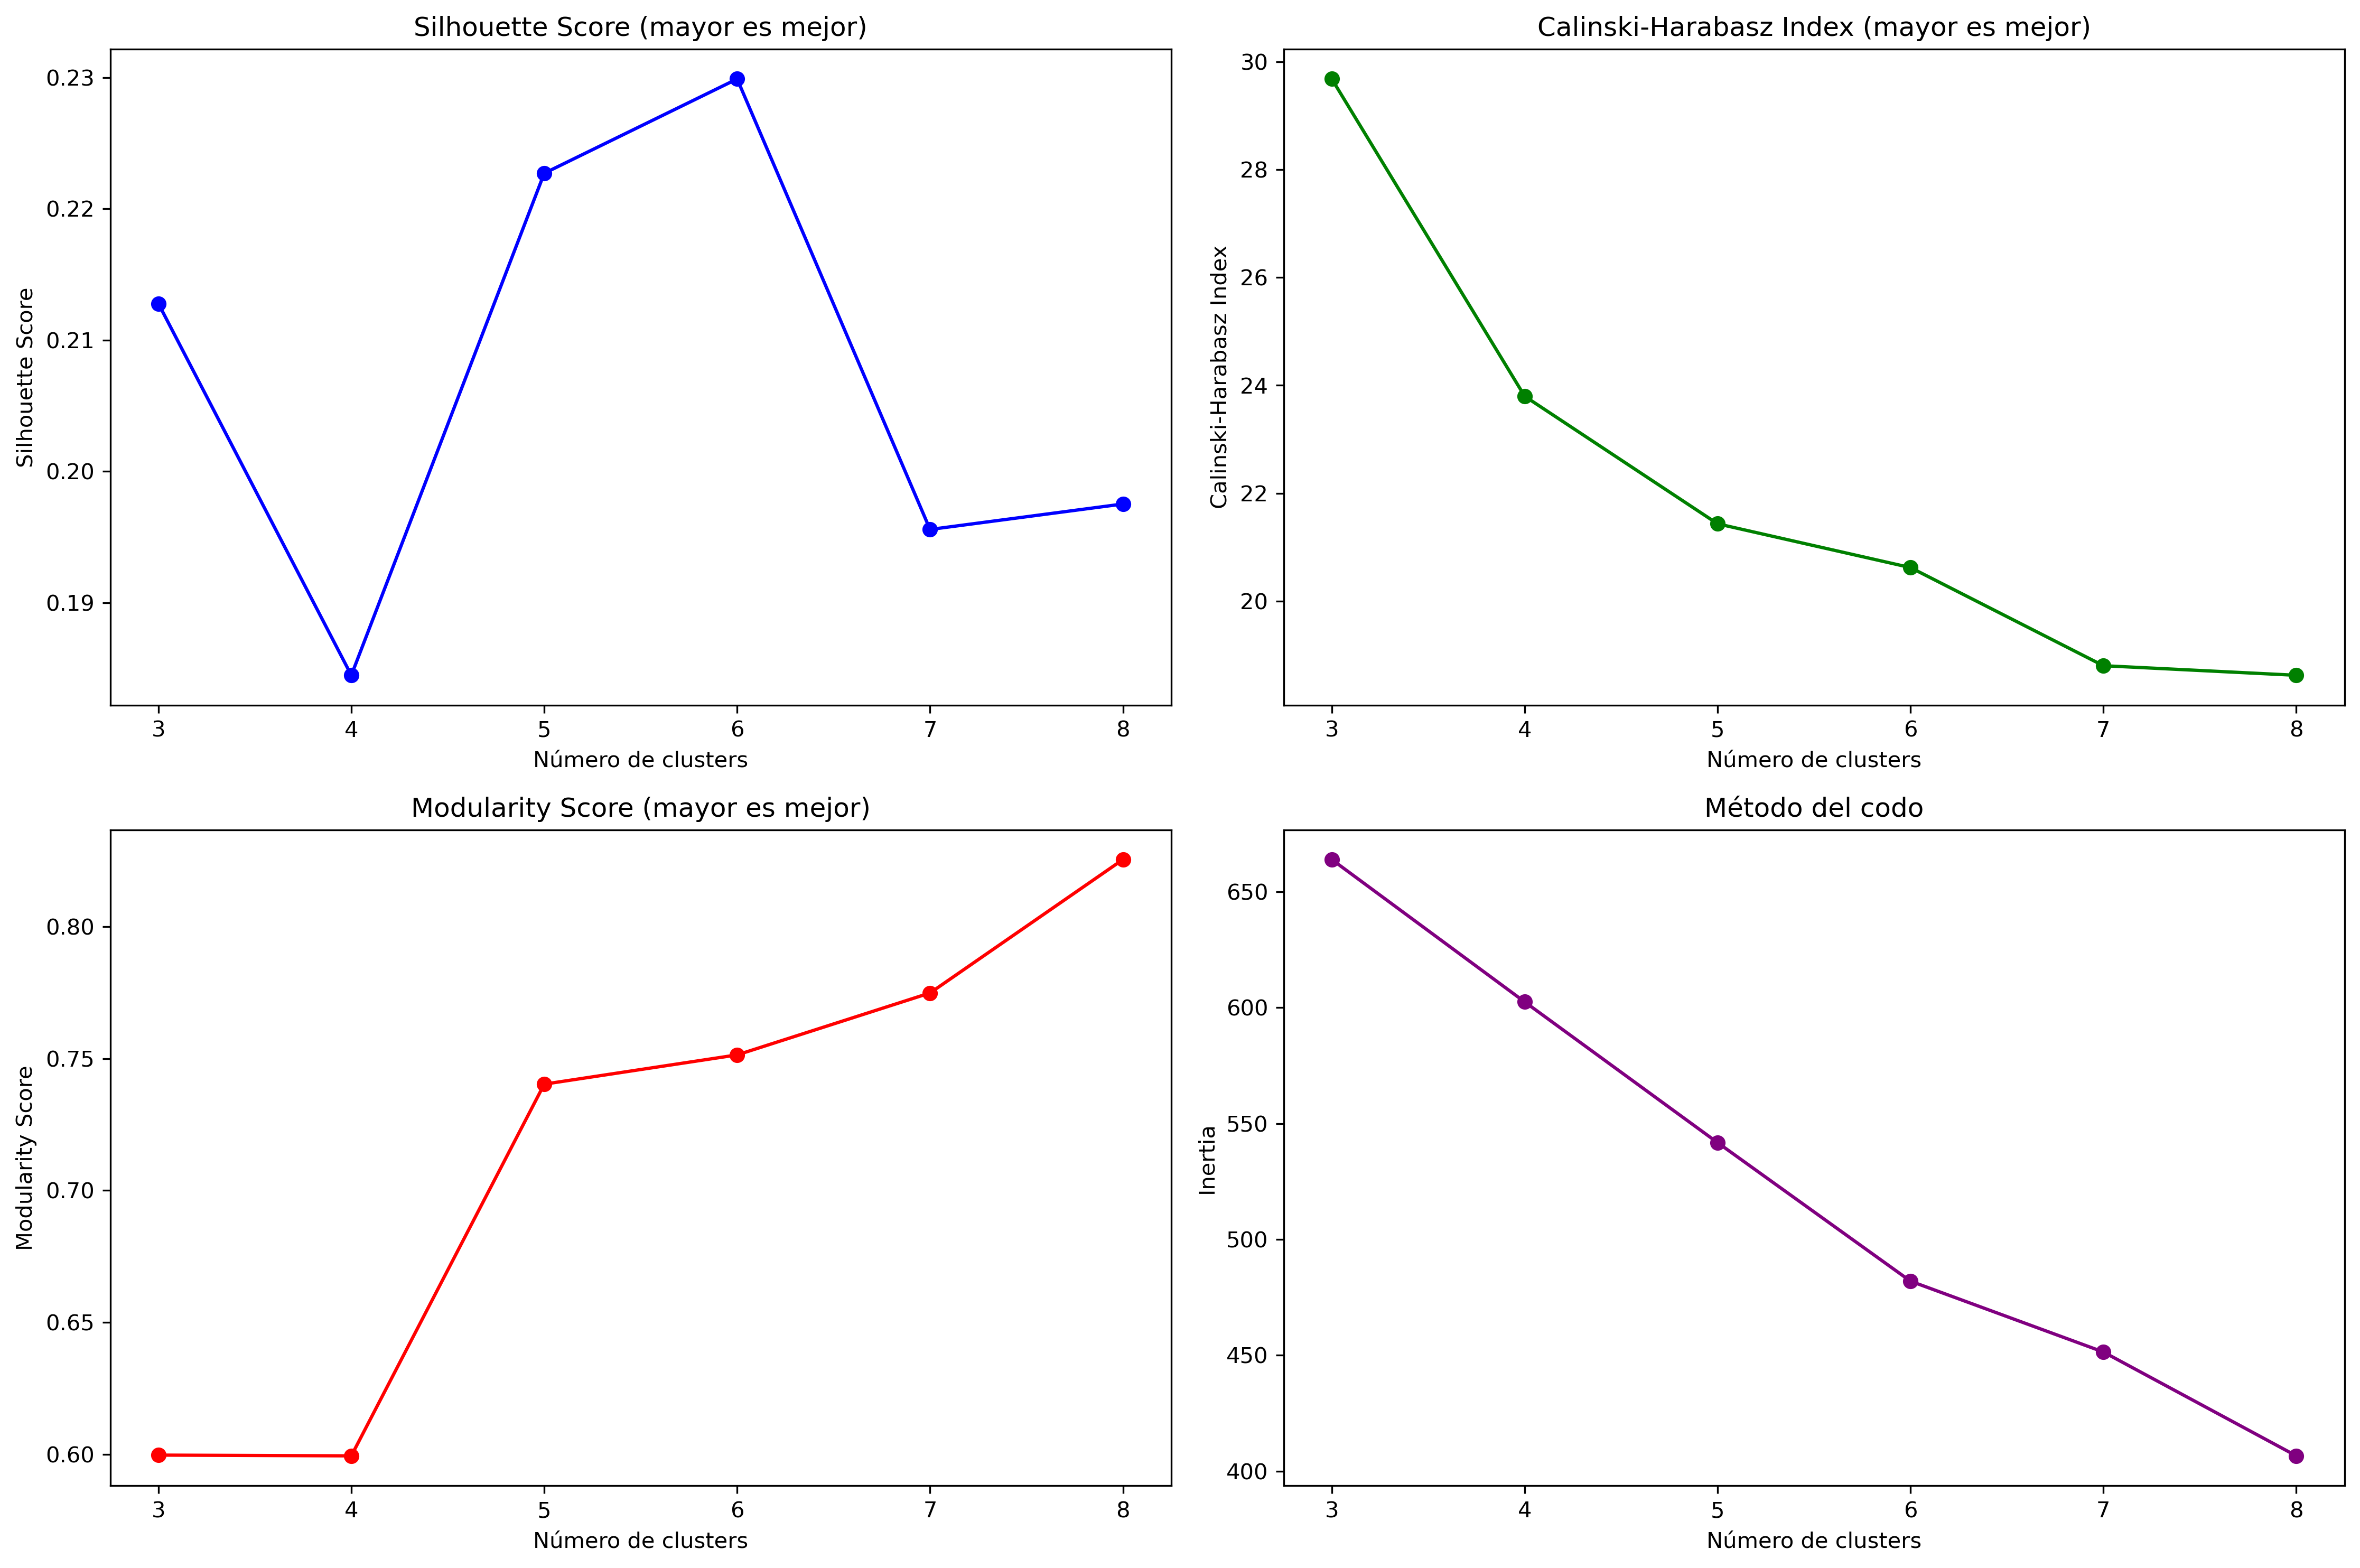 Silhouette Score (mayor es mejor)
Silhouette Score
0.23
0.22
0.21
0.20
0.19
3 4 5 6 7 8
Número de clusters
Calinski-Harabasz Index (mayor es mejor)
Calinski-Harabasz Index
30
28
26
24
22
20
3 4 5 6 7 8
Número de clusters
Modularity Score (mayor es mejor)
Modularity Score
0.80
0.75
0.70
0.65
0.60
3 4 5 6 7 8
Número de clusters
Método del codo
Inertia
650
600
550
500
450
400
3 4 5 6 7 8
Número de clusters